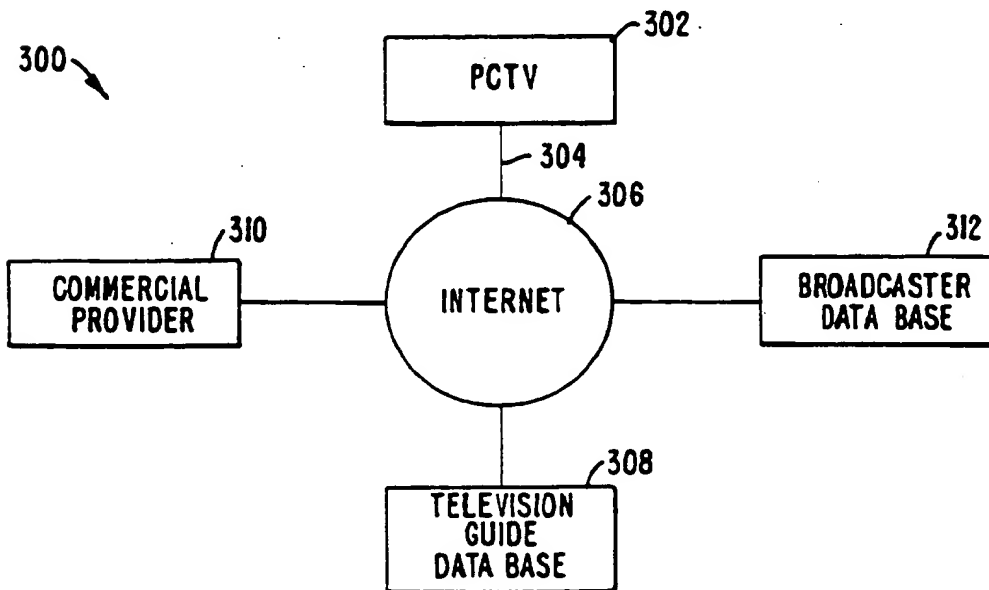 302
300
PCTV
304
306
310
312
COMMERCIAL
PROVIDER
INTERNET
BROADCASTER
DATA BASE
308
TELEVISION
GUIDE
DATA BASE